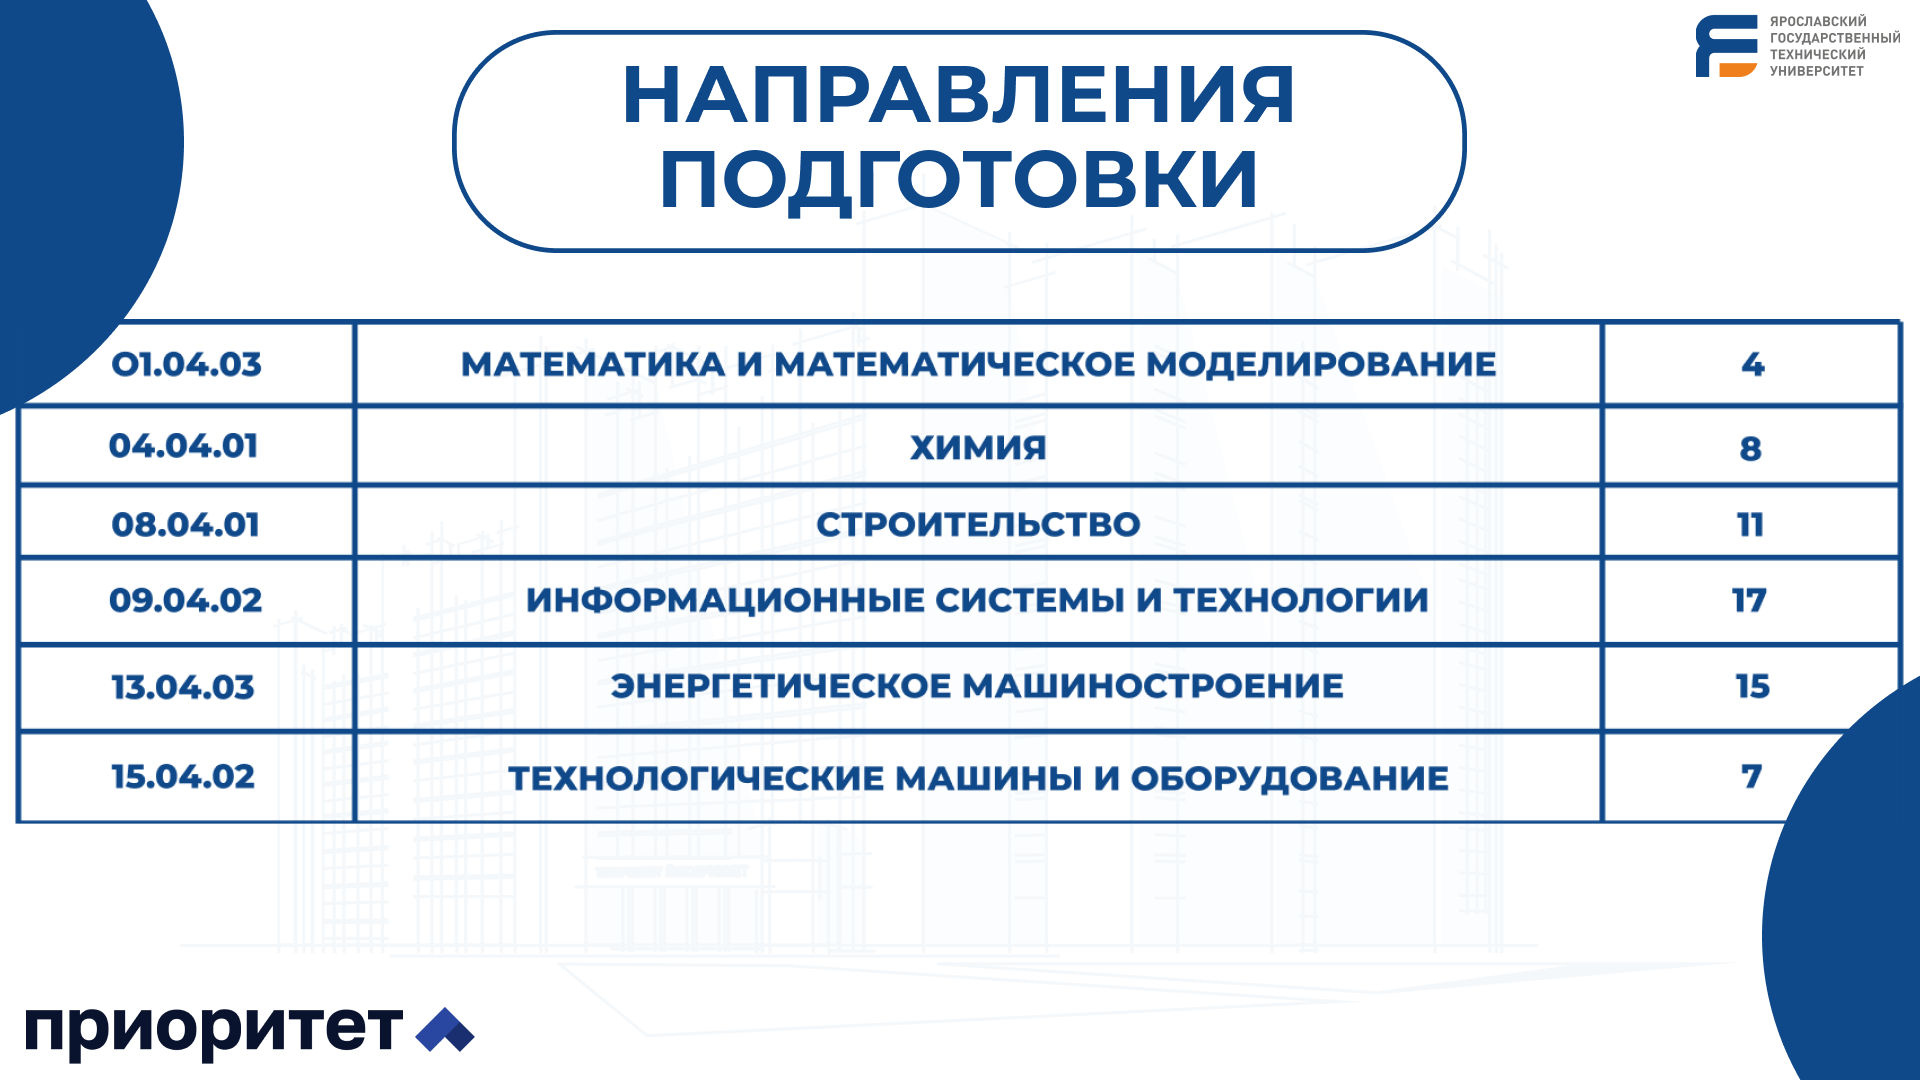 ЯРОСЛАВСКИЙ
ГОСУДАРСТВЕННЫЙ
ТЕХНИЧЕСКИЙ
УНИВЕРСИТЕТ
НАПРАВЛЕНИЯ
ПОДГОТОВКИ
О1.04.03 МАТЕМАТИКА И МАТЕМАТИЧЕСКОЕ МОДЕЛИРОВАНИЕ 4
04.04.01 ХИМИЯ 8
08.04.01 СТРОИТЕЛЬСТВО 11
09.04.02 ИНФОРМАЦИОННЫЕ СИСТЕМЫ И ТЕХНОЛОГИИ 17
13.04.03 ЭНЕРГЕТИЧЕСКОЕ МАШИНОСТРОЕНИЕ 15
15.04.02 ТЕХНОЛОГИЧЕСКИЕ МАШИНЫ И ОБОРУДОВАНИЕ 7
приоритет